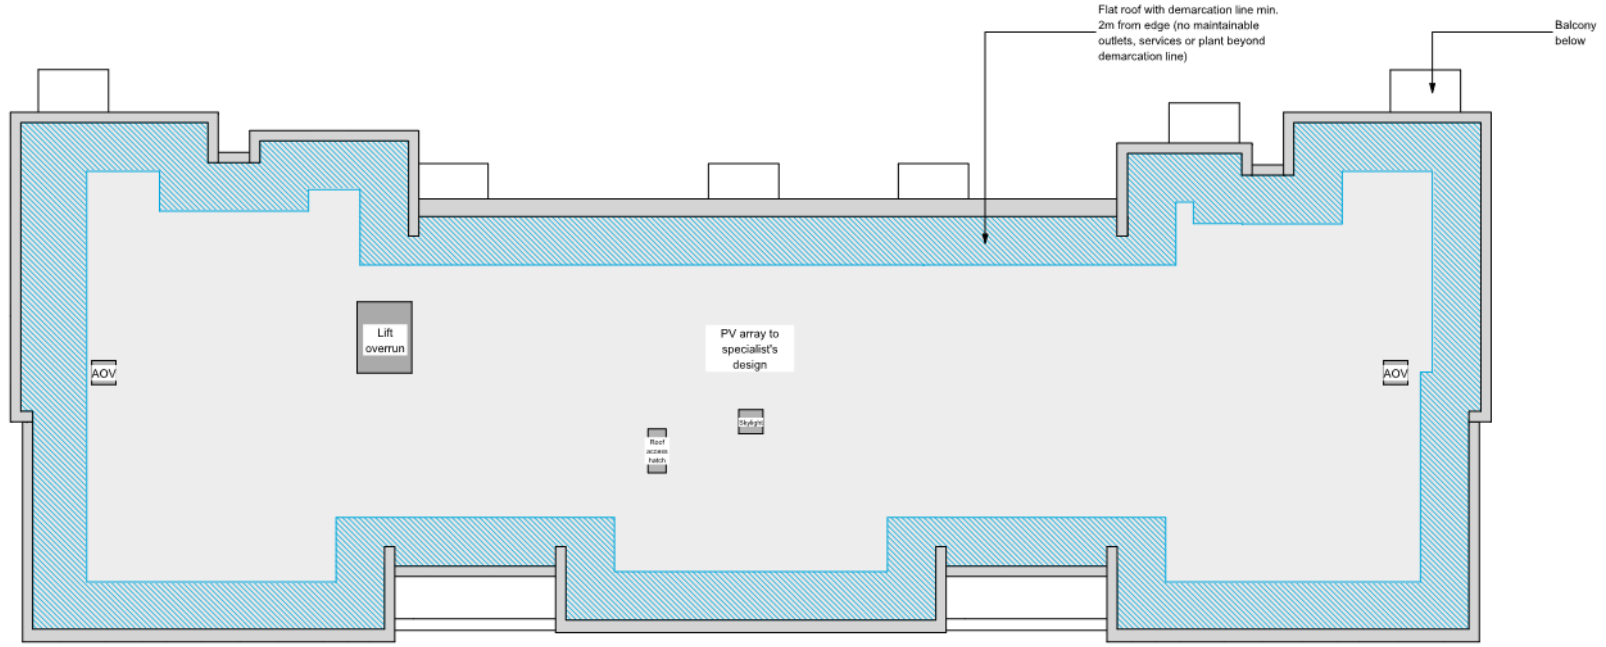 Flat roof with demarcation line min.
2m from edge (no maintainable
outlets, services or plant beyond
demarcation line)
Balcony
below
Lift
overrun
PV array to
specialist's
design
AOV
AOV
Skylight
Roof
access
hatch